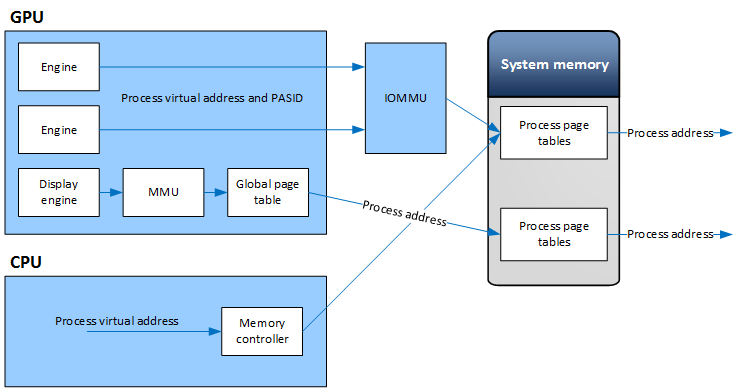 GPU
Engine
Process virtual address and PASID
Engine
Display
engine
MMU
Global page
table
IOMMU
System memory
Process page
tables
Process address
Process address
Process page
tables
Process address
CPU
Process virtual address
Memory
controller